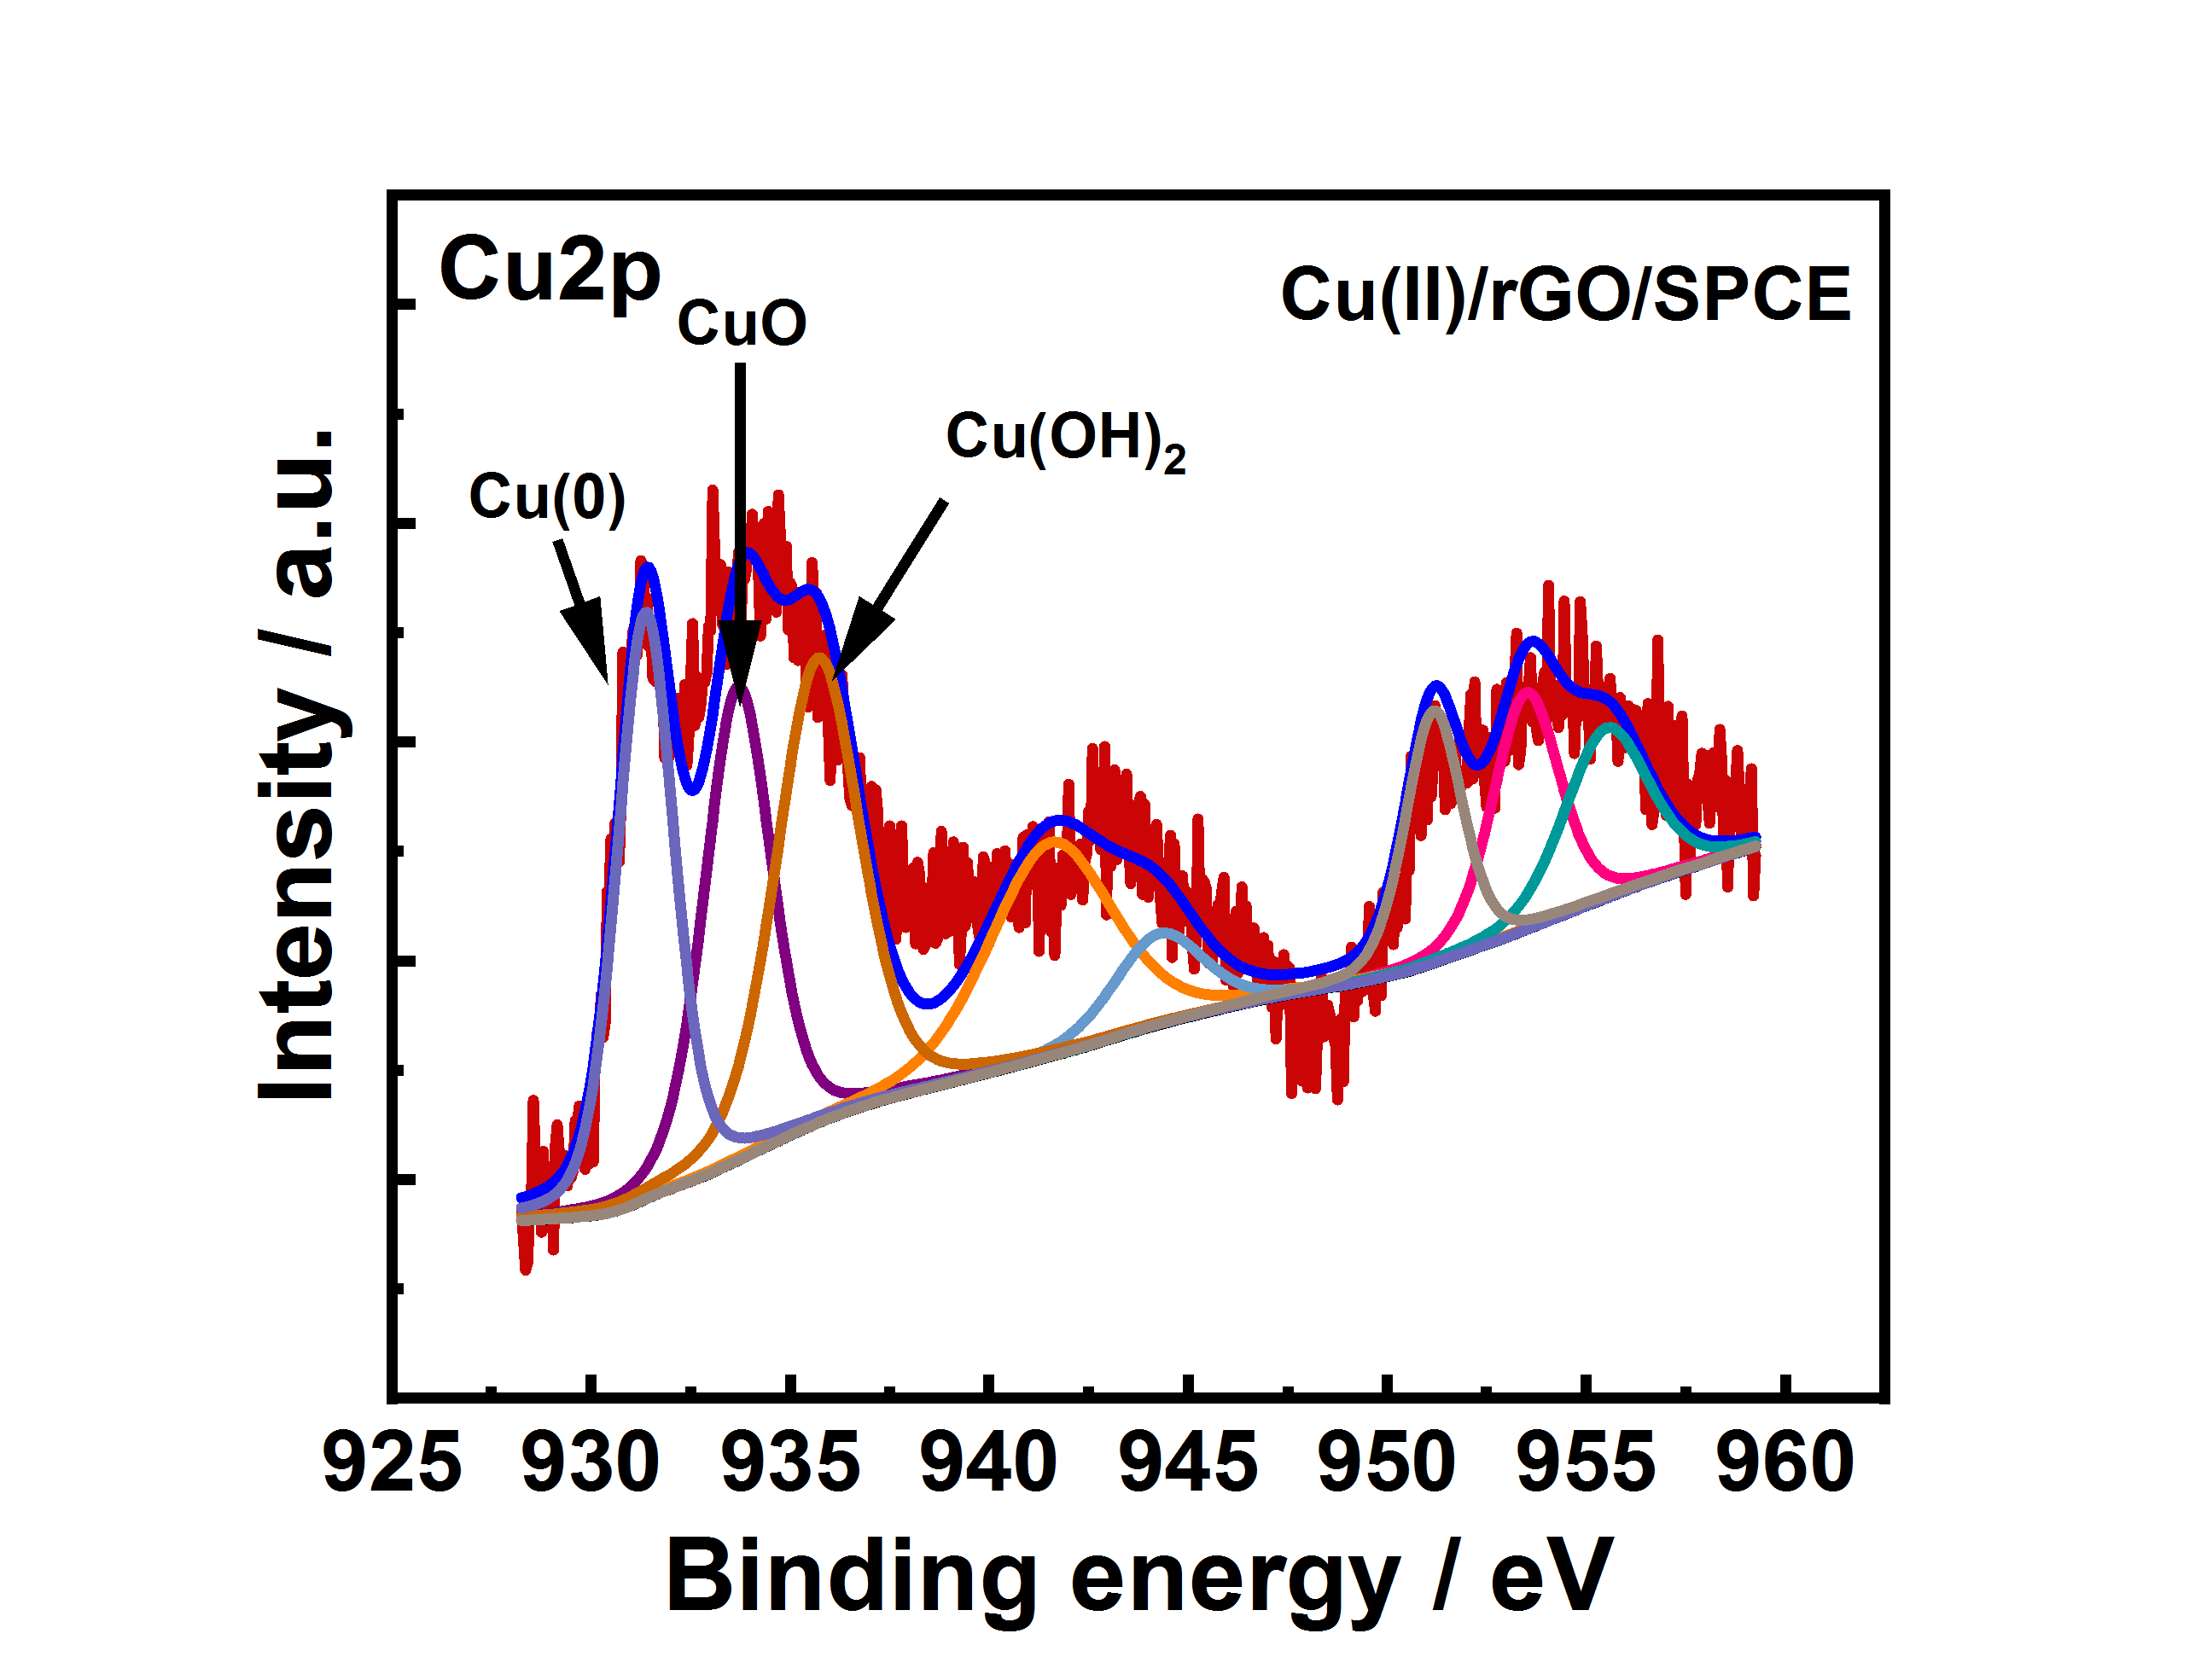 Cu2p
Cu(II)/rGO/SPCE
CuO
Cu(OH)₂
Cu(0)
Intensity / a.u.
925 930 935 940 945 950 955 960
Binding energy / eV